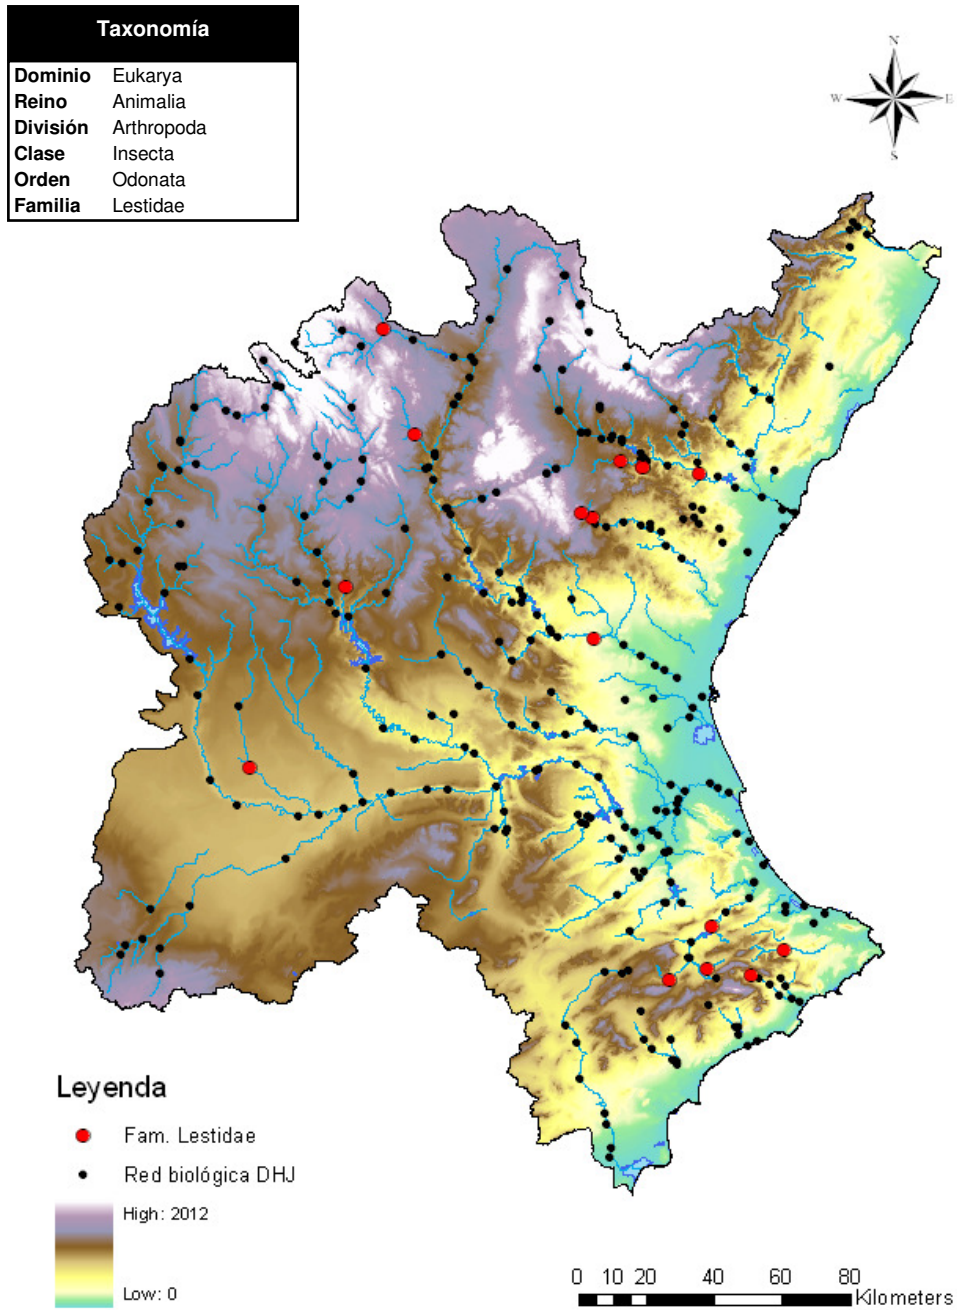 Taxonomía
Dominio Eukarya
Reino Animalia
División Arthropoda
Clase Insecta
Orden Odonata
Familia Lestidae
N
W E
S
Leyenda
Fam. Lestidae
Red biológica DHJ
High: 2012
Low: 0
0 10 20 40 60 80
Kilometers